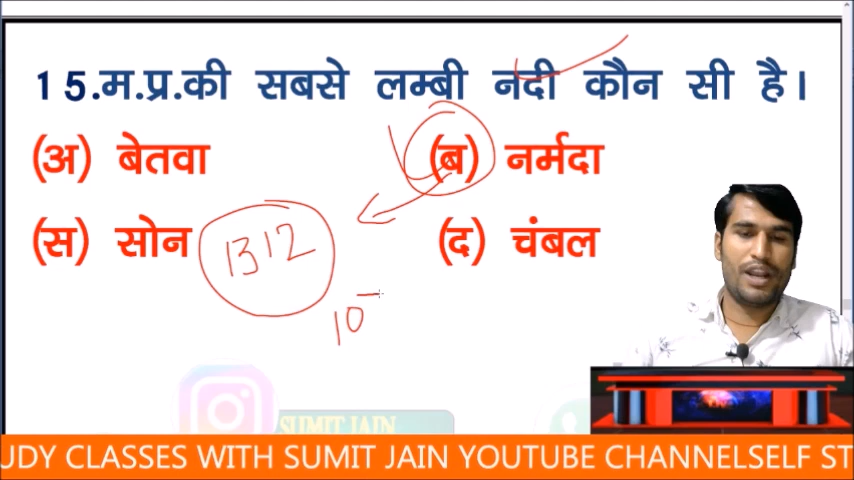 15.म.प्र.की सबसे लम्बी नदी कौन सी है।
(अ) बेतवा (ब) नर्मदा
(स) सोन (द) चंबल
1312
10
SUMIT JAIN
UDY CLASSES WITH SUMIT JAIN YOUTUBE CHANNELSELF ST